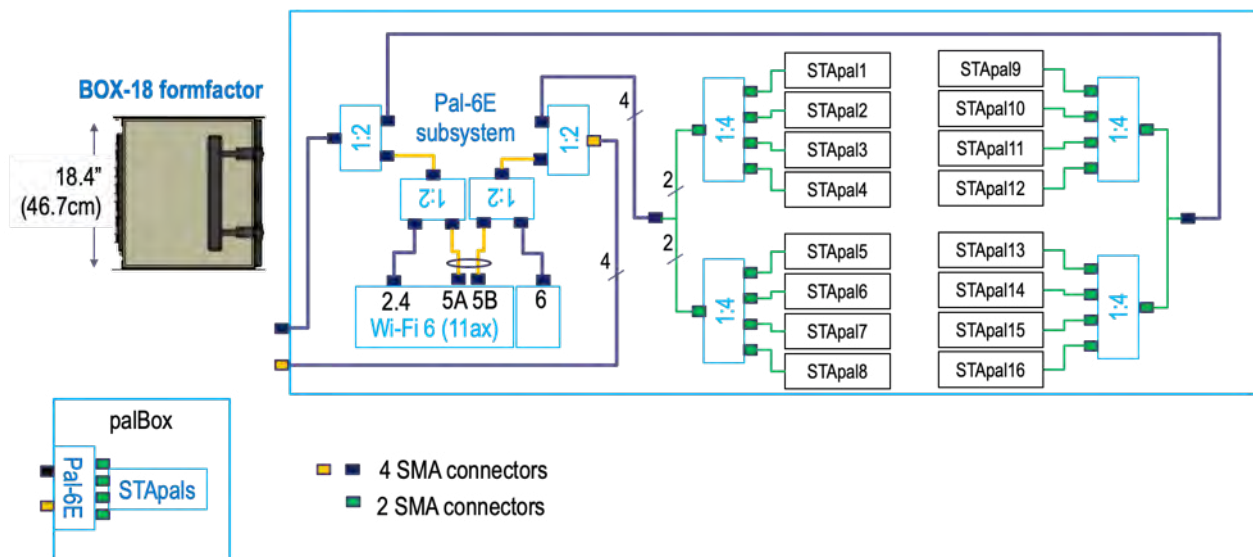 BOX-18 formfactor
18.4"
(46.7cm)
Pal-6E
subsystem
1:2
1:2
1:2
1:2
2.4
5A
5B
6
Wi-Fi 6 (11ax)
4
4
2
2
1:4
STApal1
STApal2
STApal3
STApal4
1:4
STApal5
STApal6
STApal7
STApal8
STApal9
STApal10
STApal11
STApal12
1:4
STApal13
STApal14
STApal15
STApal16
1:4
palBox
Pal-6E
STApals
4 SMA connectors
2 SMA connectors